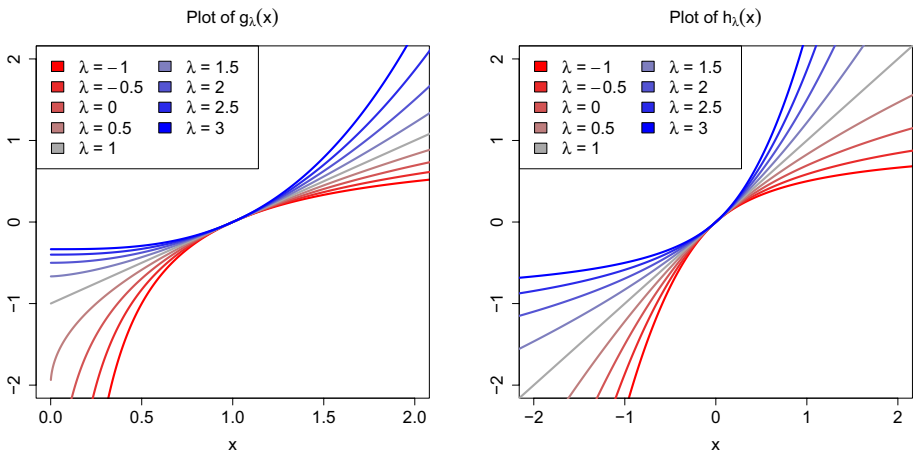 Plot of gλ(x)
λ = −1
λ = −0.5
λ = 0
λ = 0.5
λ = 1
λ = 1.5
λ = 2
λ = 2.5
λ = 3
2
1
0
−1
−2
0.0 0.5 1.0 1.5 2.0
x
Plot of hλ(x)
λ = −1
λ = −0.5
λ = 0
λ = 0.5
λ = 1
λ = 1.5
λ = 2
λ = 2.5
λ = 3
2
1
0
−1
−2
−2 −1 0 1 2
x